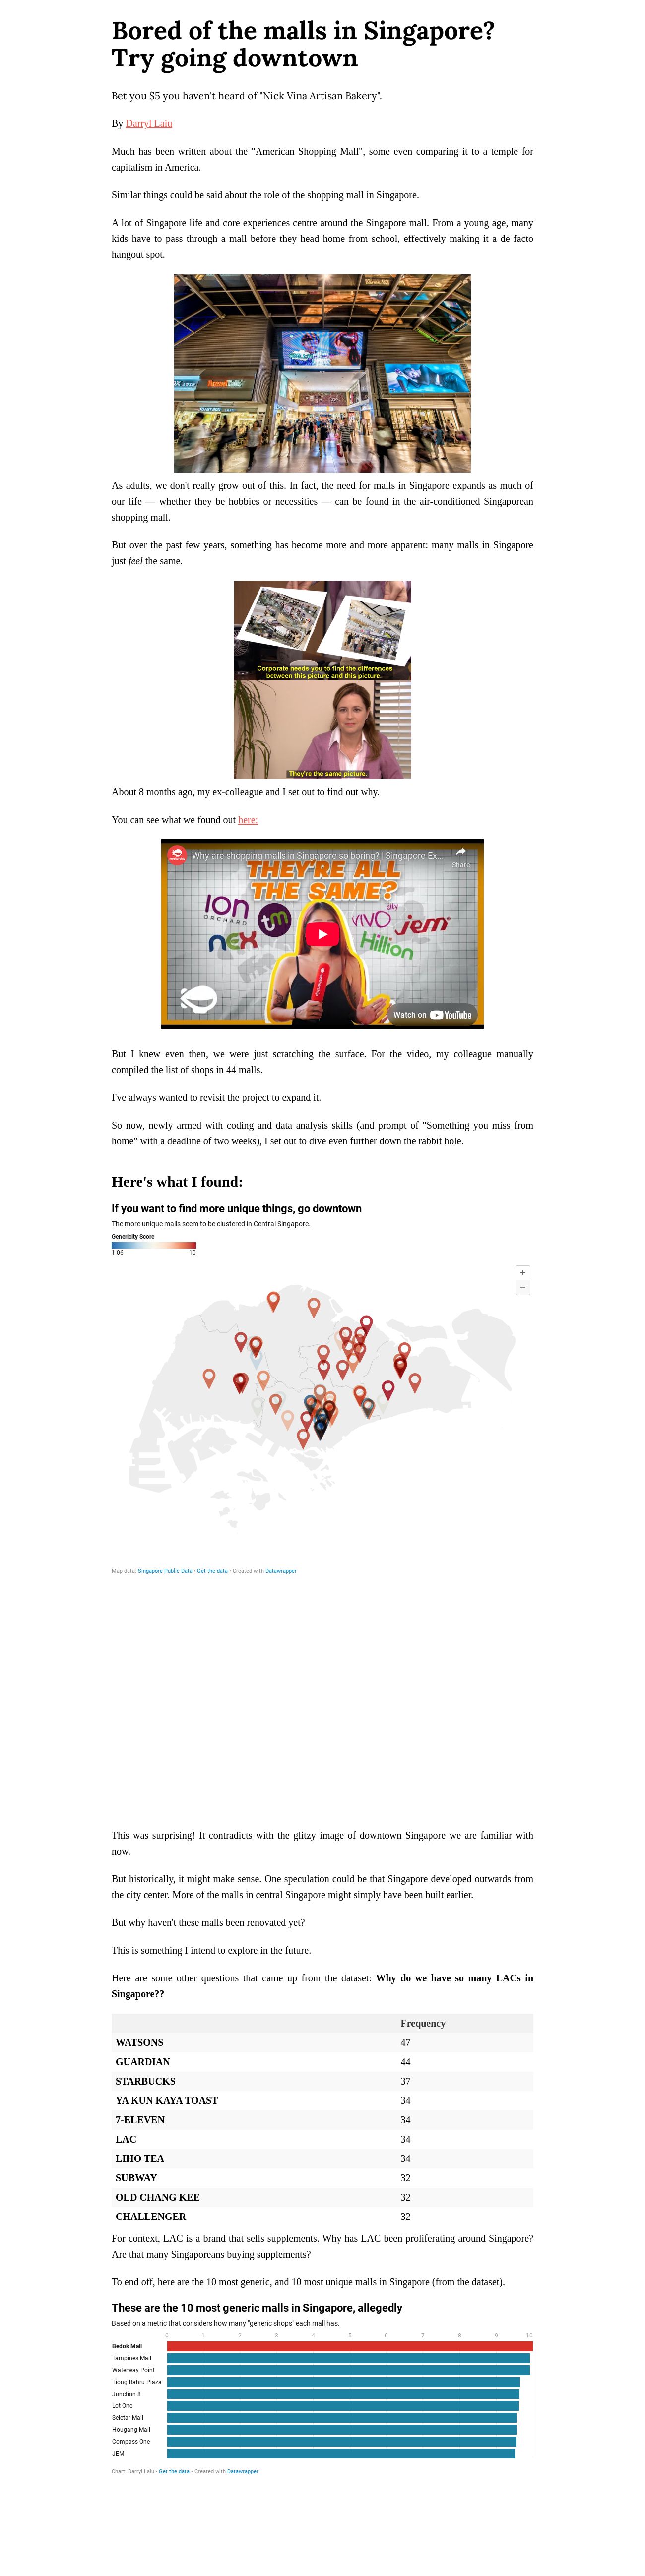 Bored of the malls in Singapore?
Try going downtown
Bet you $5 you haven't heard of "Nick Vina Artisan Bakery".
By Darryl Laiu
Much has been written about the "American Shopping Mall", some even comparing it to a temple for
capitalism in America.
Similar things could be said about the role of the shopping mall in Singapore.
A lot of Singapore life and core experiences centre around the Singapore mall. From a young age, many
kids have to pass through a mall before they head home from school, effectively making it a de facto
hangout spot.
BreadTalk
As adults, we don't really grow out of this. In fact, the need for malls in Singapore expands as much of
our life — whether they be hobbies or necessities — can be found in the air-conditioned Singaporean
shopping mall.
But over the past few years, something has become more and more apparent: many malls in Singapore
just feel the same.
Corporate needs you to find the differences
between this picture and this picture.
They're the same picture.
About 8 months ago, my ex-colleague and I set out to find out why.
You can see what we found out here:
Why are shopping malls in Singapore so boring? | Singapore Ex...
Share
THEY'RE ALL
THE SAME?
ION
ORCHARD
tm
VIVO city
jem
nex
Hillion
Watch on YouTube
But I knew even then, we were just scratching the surface. For the video, my colleague manually
compiled the list of shops in 44 malls.
I've always wanted to revisit the project to expand it.
So now, newly armed with coding and data analysis skills (and prompt of "Something you miss from
home" with a deadline of two weeks), I set out to dive even further down the rabbit hole.
Here's what I found:
If you want to find more unique things, go downtown
The more unique malls seem to be clustered in Central Singapore.
Genericity Score
1.06 10
+
−
Map data: Singapore Public Data • Get the data • Created with Datawrapper
This was surprising! It contradicts with the glitzy image of downtown Singapore we are familiar with
now.
But historically, it might make sense. One speculation could be that Singapore developed outwards from
the city center. More of the malls in central Singapore might simply have been built earlier.
But why haven't these malls been renovated yet?
This is something I intend to explore in the future.
Here are some other questions that came up from the dataset: Why do we have so many LACs in
Singapore??
Frequency
WATSONS 47
GUARDIAN 44
STARBUCKS 37
YA KUN KAYA TOAST 34
7-ELEVEN 34
LAC 34
LIHO TEA 34
SUBWAY 32
OLD CHANG KEE 32
CHALLENGER 32
For context, LAC is a brand that sells supplements. Why has LAC been proliferating around Singapore?
Are that many Singaporeans buying supplements?
To end off, here are the 10 most generic, and 10 most unique malls in Singapore (from the dataset).
These are the 10 most generic malls in Singapore, allegedly
Based on a metric that considers how many "generic shops" each mall has.
0 1 2 3 4 5 6 7 8 9 10
Bedok Mall
Tampines Mall
Waterway Point
Tiong Bahru Plaza
Junction 8
Lot One
Seletar Mall
Hougang Mall
Compass One
JEM
Chart: Darryl Laiu • Get the data • Created with Datawrapper